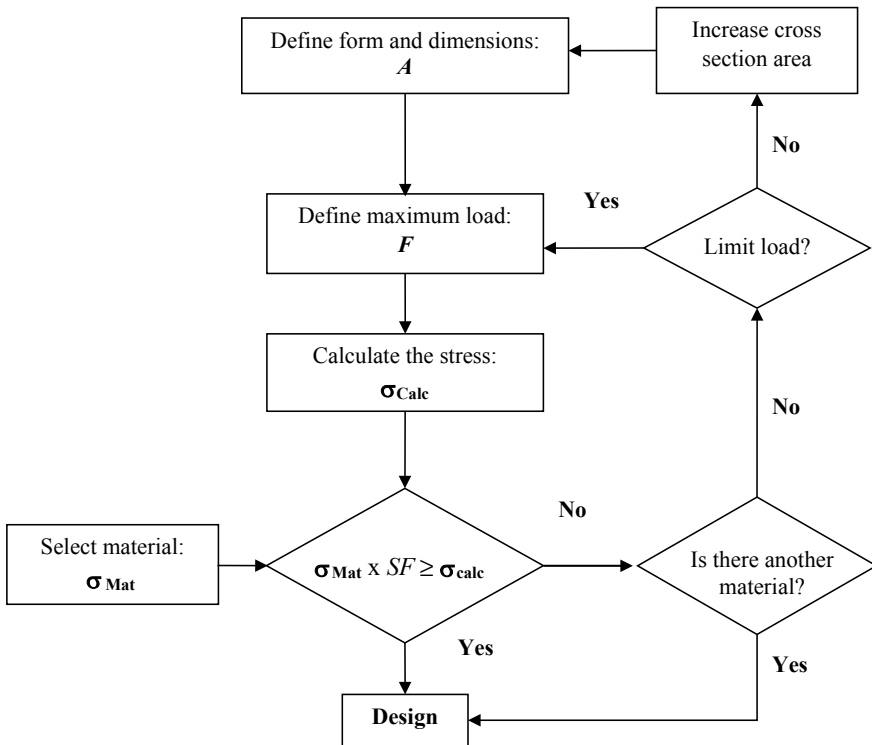 Define form and dimensions:
A
Increase cross
section area
No
Define maximum load:
F
Yes
Limit load?
Calculate the stress:
σCalc
No
Select material:
σMat
σMat x SF ≥ σcalc
No
Is there another
material?
Yes
Yes
Design